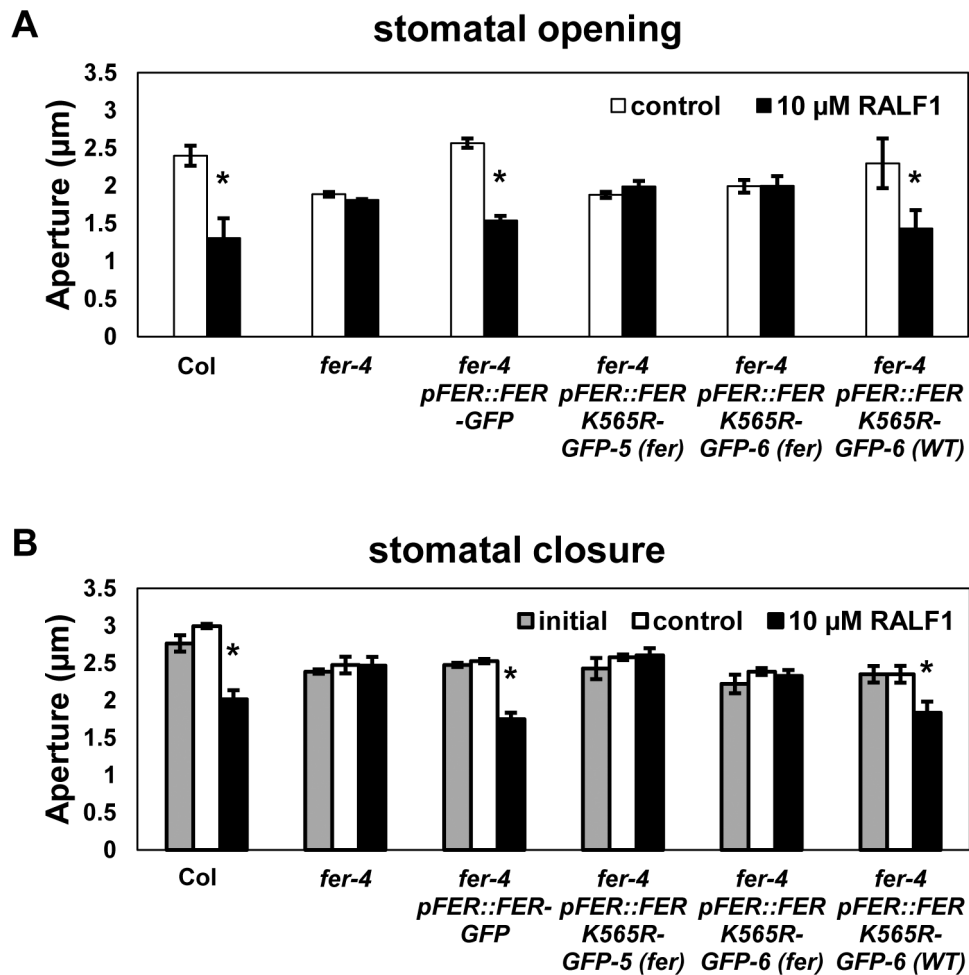 A
stomatal opening
Aperture (µm)
3.5
3
2.5
2
1.5
1
0.5
0
control
10 µM RALF1
*
*
*
Col
fer-4
fer-4
pFER::FER
-GFP
fer-4
pFER::FER
K565R-
GFP-5 (fer)
fer-4
pFER::FER
K565R-
GFP-6 (fer)
fer-4
pFER::FER
K565R-
GFP-6 (WT)
B
stomatal closure
Aperture (µm)
3.5
3
2.5
2
1.5
1
0.5
0
initial
control
10 µM RALF1
*
*
*
Col
fer-4
fer-4
pFER::FER-
GFP
fer-4
pFER::FER
K565R-
GFP-5 (fer)
fer-4
pFER::FER
K565R-
GFP-6 (fer)
fer-4
pFER::FER
K565R-
GFP-6 (WT)